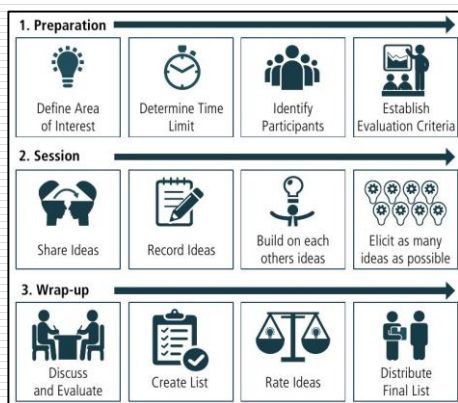 1. Preparation
Define Area
of Interest
Determine Time
Limit
Identify
Participants
Establish
Evaluation Criteria
2. Session
Share Ideas
Record Ideas
Build on each
others ideas
Elicit as many
ideas as possible
3. Wrap-up
Discuss
and Evaluate
Create List
Rate Ideas
Distribute
Final List